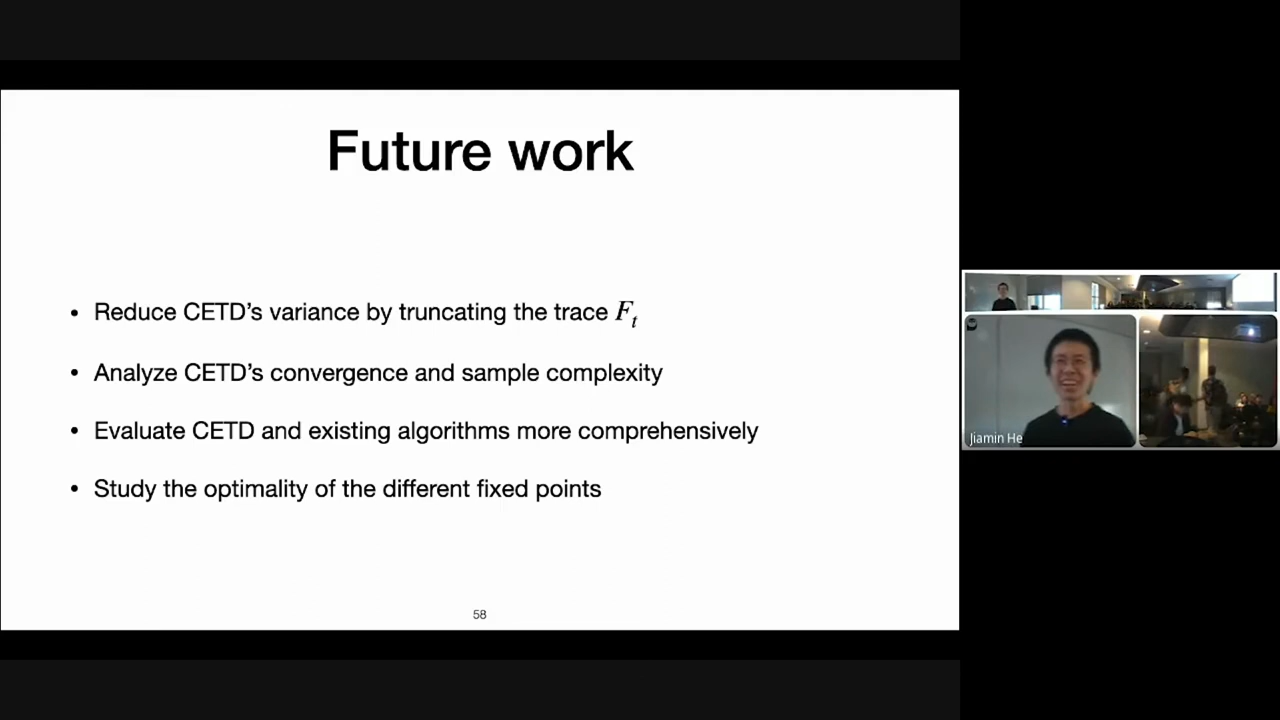 Future work
• Reduce CETD's variance by truncating the trace Fₜ
• Analyze CETD's convergence and sample complexity
• Evaluate CETD and existing algorithms more comprehensively
• Study the optimality of the different fixed points
58
Jiamin He